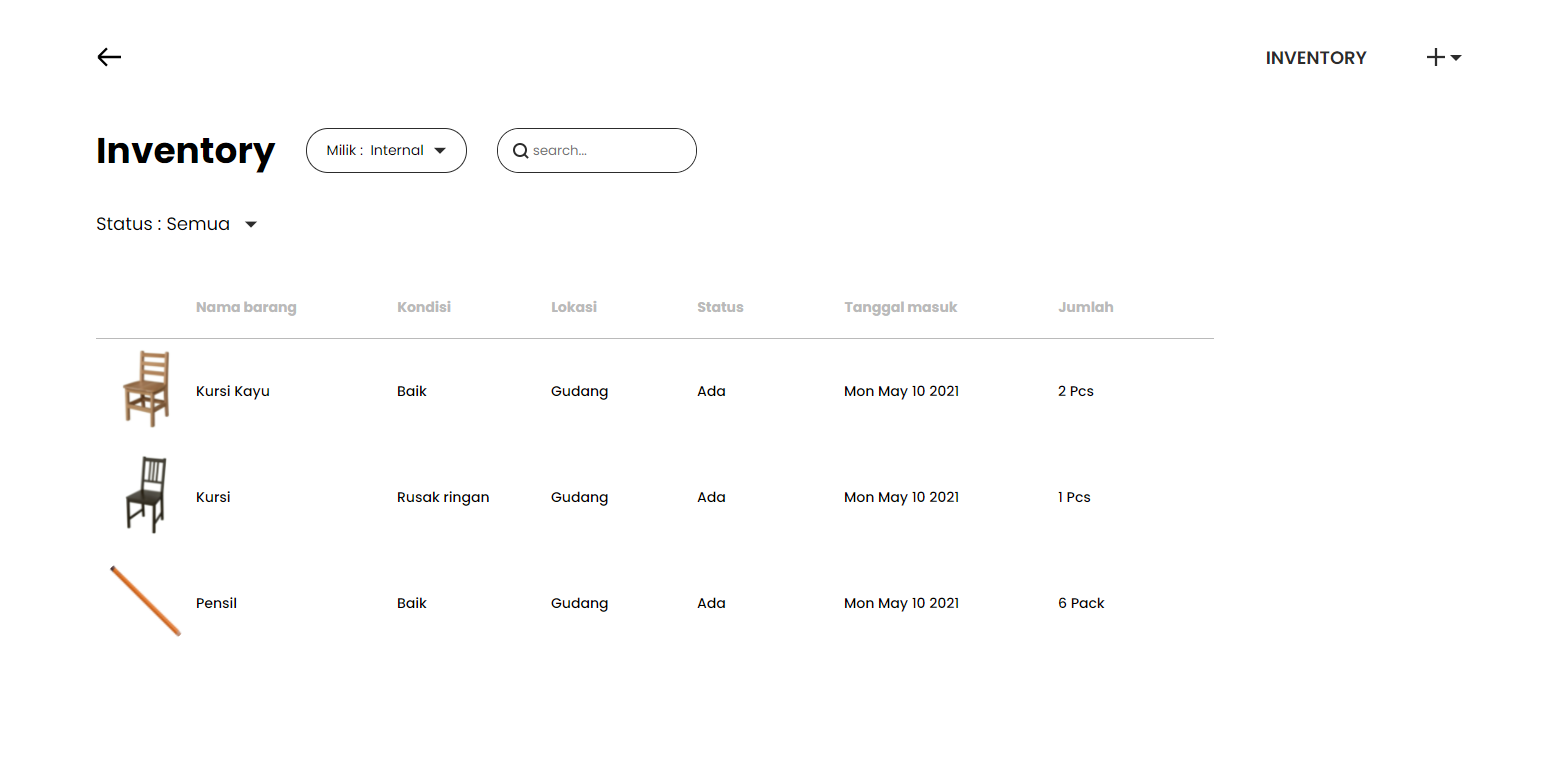 INVENTORY
Inventory Milik : Internal search...
Status : Semua
Nama barang Kondisi Lokasi Status Tanggal masuk Jumlah
Kursi Kayu Baik Gudang Ada Mon May 10 2021 2 Pcs
Kursi Rusak ringan Gudang Ada Mon May 10 2021 1 Pcs
Pensil Baik Gudang Ada Mon May 10 2021 6 Pack